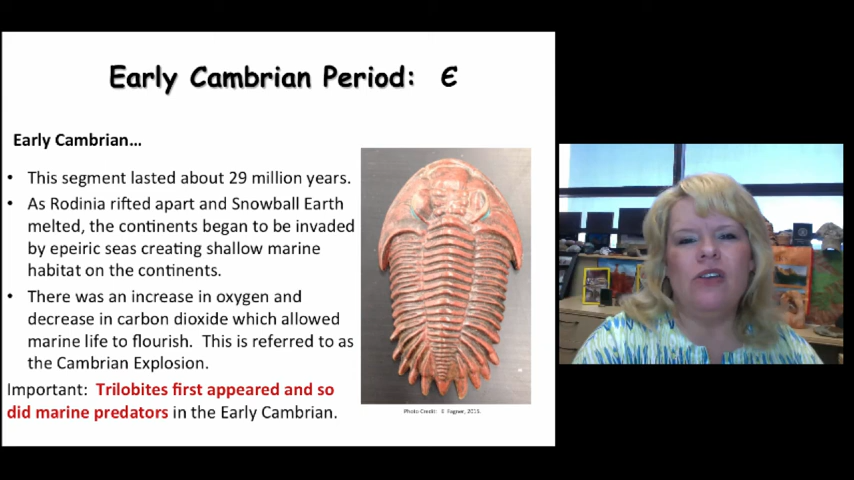 Early Cambrian Period: Є
Early Cambrian...
• This segment lasted about 29 million years.
• As Rodinia rifted apart and Snowball Earth
melted, the continents began to be invaded
by epeiric seas creating shallow marine
habitat on the continents.
• There was an increase in oxygen and
decrease in carbon dioxide which allowed
marine life to flourish. This is referred to as
the Cambrian Explosion.
Important: Trilobites first appeared and so
did marine predators in the Early Cambrian.
Photo Credit: E Fagner, 2015.